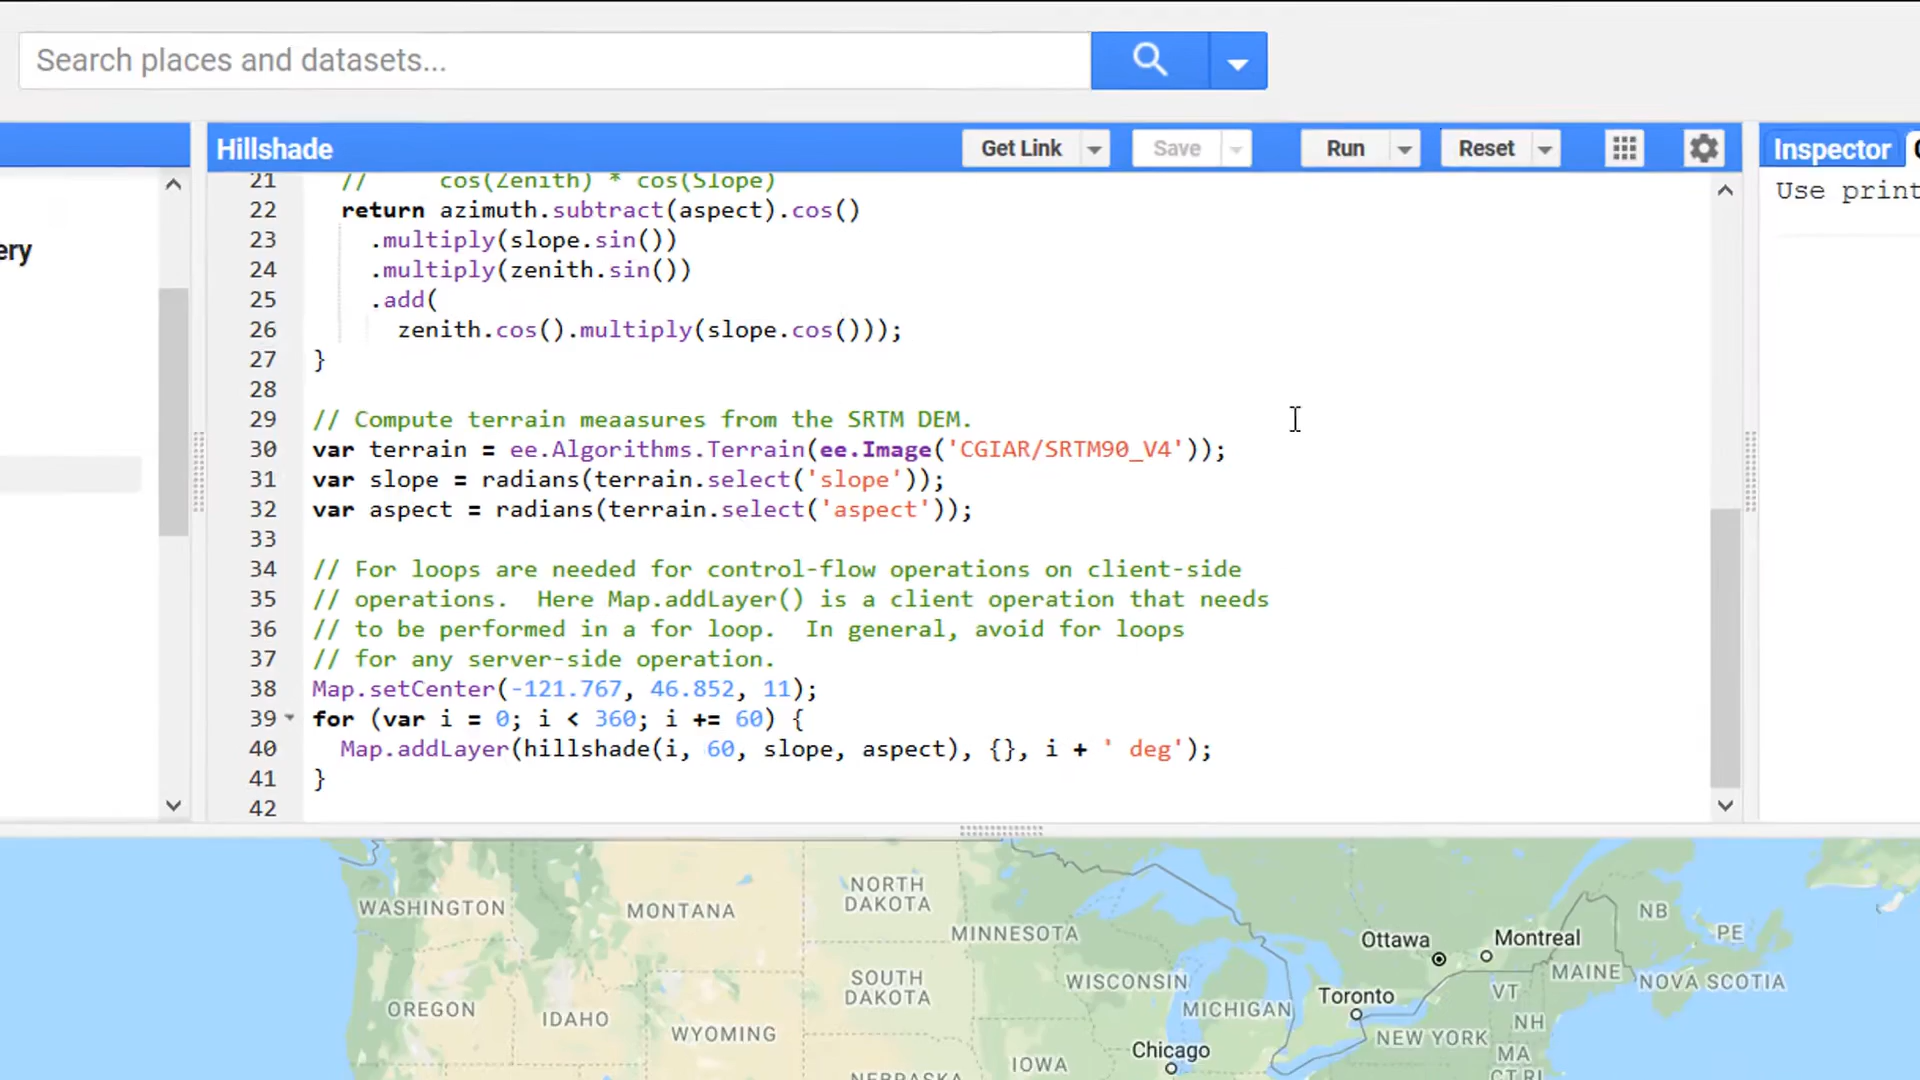 Search places and datasets...
Hillshade
Get Link
Save
Run
Reset
Inspector
Use print
ery
21 // cos(Zenith) * cos(Slope)
22 return azimuth.subtract(aspect).cos()
23 .multiply(slope.sin())
24 .multiply(zenith.sin())
25 .add(
26 zenith.cos().multiply(slope.cos()));
27 }
28
29 // Compute terrain meaasures from the SRTM DEM.
30 var terrain = ee.Algorithms.Terrain(ee.Image('CGIAR/SRTM90_V4'));
31 var slope = radians(terrain.select('slope'));
32 var aspect = radians(terrain.select('aspect'));
33
34 // For loops are needed for control-flow operations on client-side
35 // operations.  Here Map.addLayer() is a client operation that needs
36 // to be performed in a for loop.  In general, avoid for loops
37 // for any server-side operation.
38 Map.setCenter(-121.767, 46.852, 11);
39 for (var i = 0; i < 360; i += 60) {
40 Map.addLayer(hillshade(i, 60, slope, aspect), {}, i + ' deg');
41 }
42
WASHINGTON
MONTANA
NORTH
DAKOTA
MINNESOTA
Ottawa
Montreal
NB
PE
MAINE
NOVA SCOTIA
OREGON
IDAHO
WYOMING
SOUTH
DAKOTA
WISCONSIN
MICHIGAN
Toronto
VT
NH
NEW YORK
MA
CT RI
IOWA
Chicago
NEBRASKA